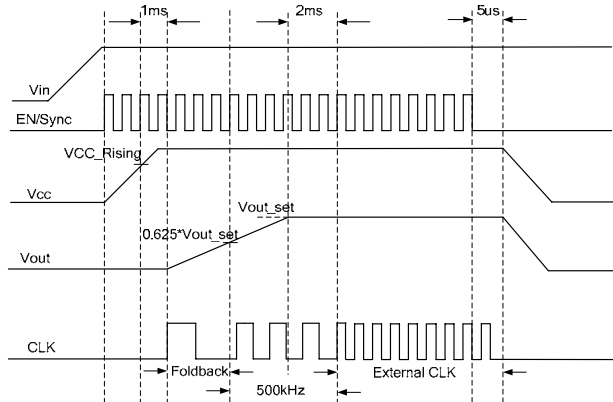 1ms
2ms
5us
Vin
EN/Sync
VCC_Rising
Vcc
Vout_set
0.625*Vout_set
Vout
CLK
Foldback
External CLK
500kHz